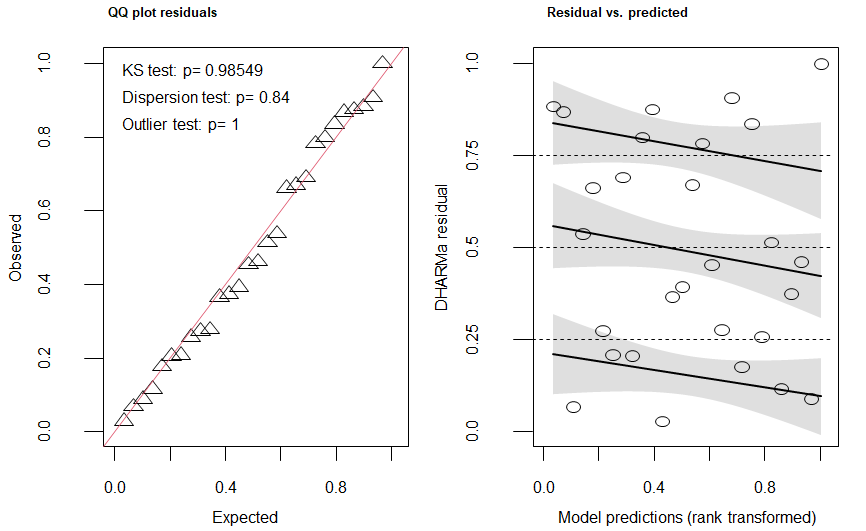 QQ plot residuals
KS test: p= 0.98549
Dispersion test: p= 0.84
Outlier test: p= 1
Observed
0.0
0.2
0.4
0.6
0.8
1.0
0.0
0.4
0.8
Expected
Residual vs. predicted
DHARMa residual
0.0
0.25
0.5
0.75
1.0
0.0
0.4
0.8
Model predictions (rank transformed)